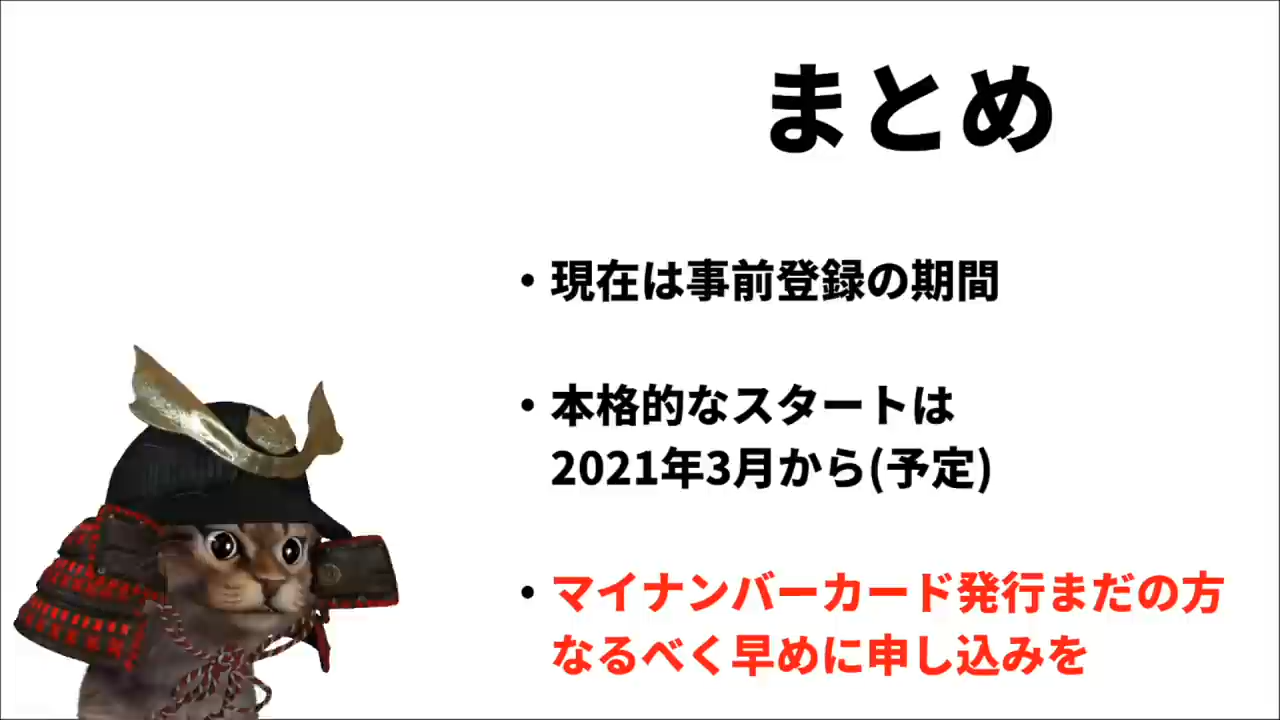 まとめ
・現在は事前登録の期間
・本格的なスタートは
2021年3月から(予定)
・マイナンバーカード発行まだの方
なるべく早めに申し込みを